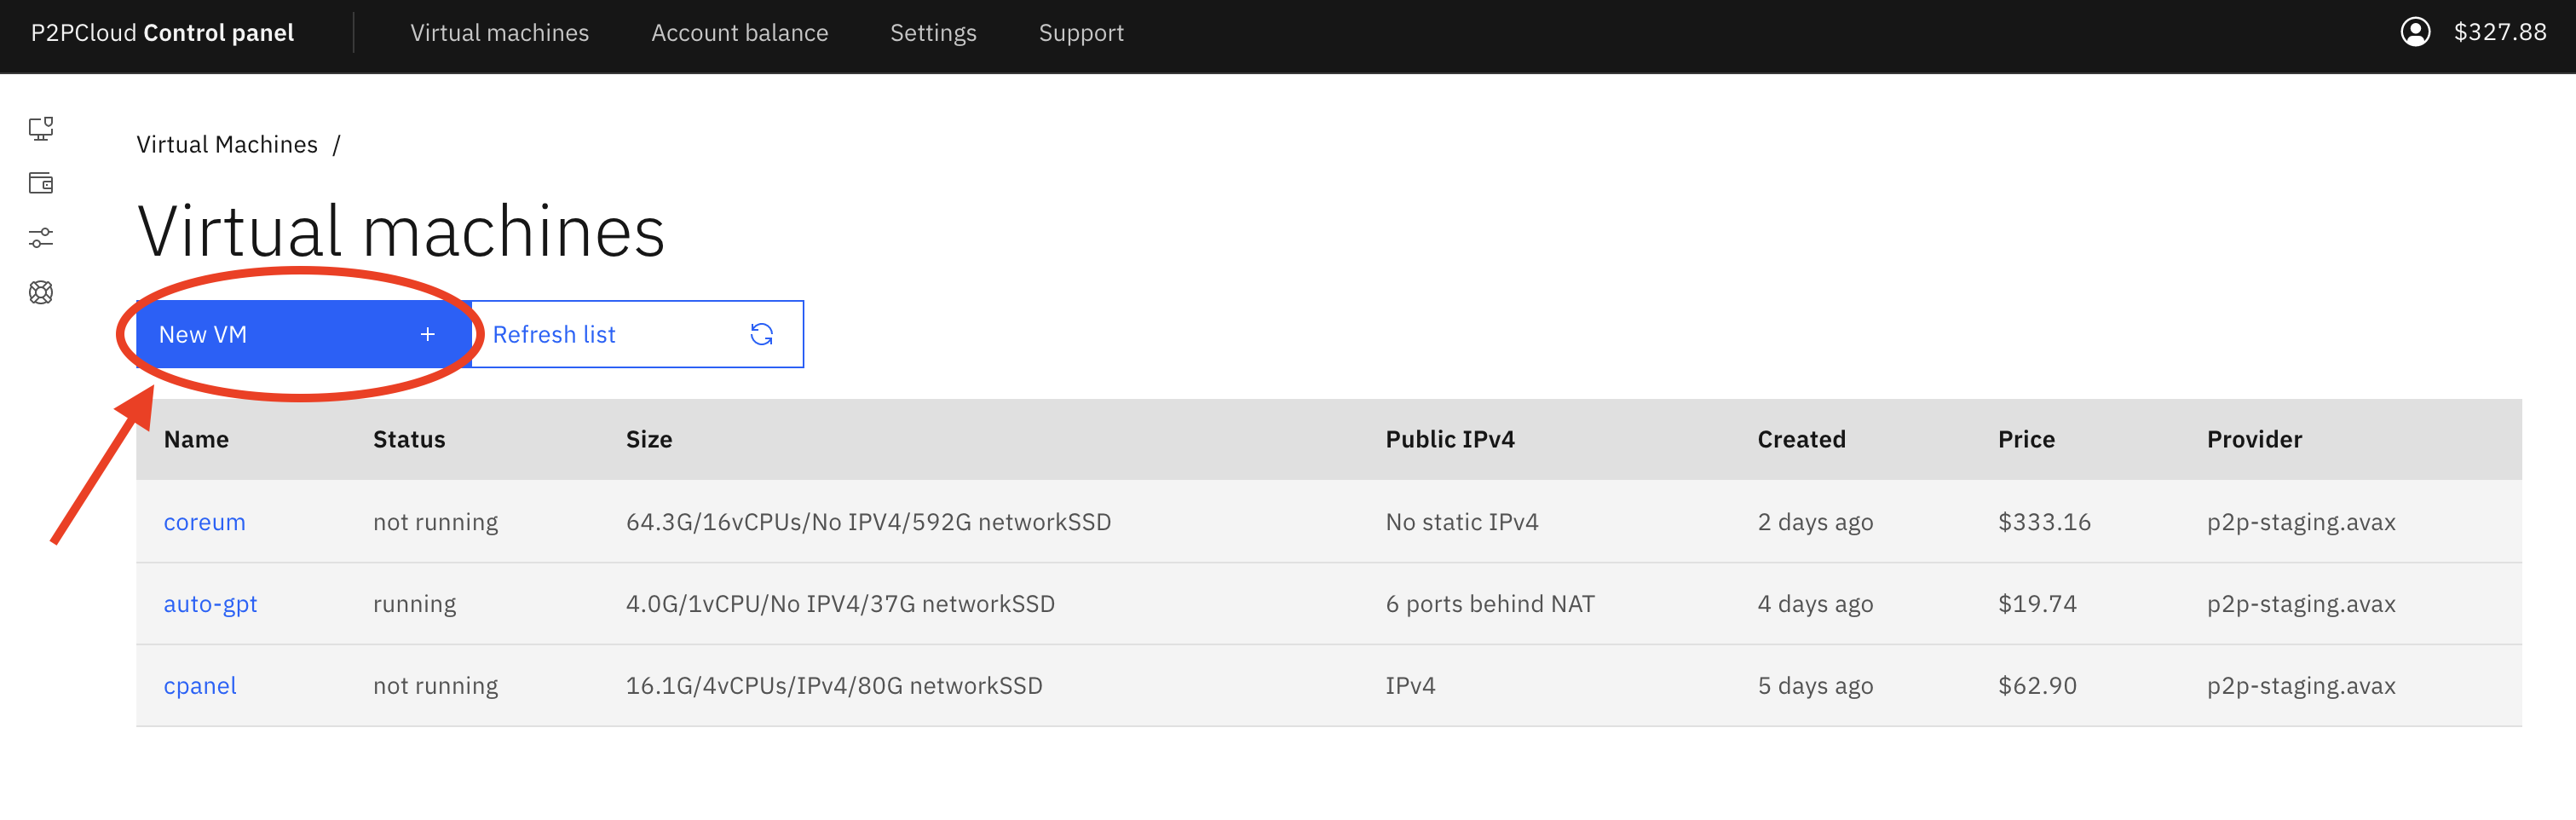 P2PCloud Control panel Virtual machines Account balance Settings Support $327.88
Virtual Machines /
Virtual machines
New VM + Refresh list
Name Status Size Public IPv4 Created Price Provider
coreum not running 64.3G/16vCPUs/No IPV4/592G networkSSD No static IPv4 2 days ago $333.16 p2p-staging.avax
auto-gpt running 4.0G/1vCPU/No IPV4/37G networkSSD 6 ports behind NAT 4 days ago $19.74 p2p-staging.avax
cpanel not running 16.1G/4vCPUs/IPv4/80G networkSSD IPv4 5 days ago $62.90 p2p-staging.avax